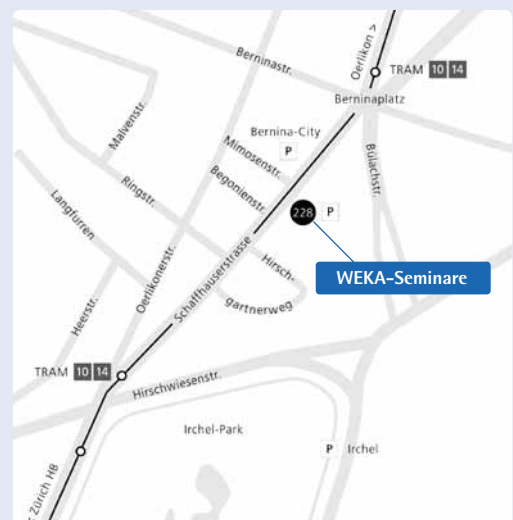 Berninastr.
Oerlikon >
TRAM 10 14
Berninaplatz
Malvenstr.
Bernina-City
P
Mimosenstr.
Bülachstr.
Begonienstr.
Ringstr.
Langfurren
228 P
WEKA-Seminare
Oerlikonerstr.
Schaffhauserstrasse
Hirsch-
gartnerweg
Heerstr.
TRAM 10 14
Hirschwiesenstr.
Irchel-Park
P Irchel
< Zürich HB